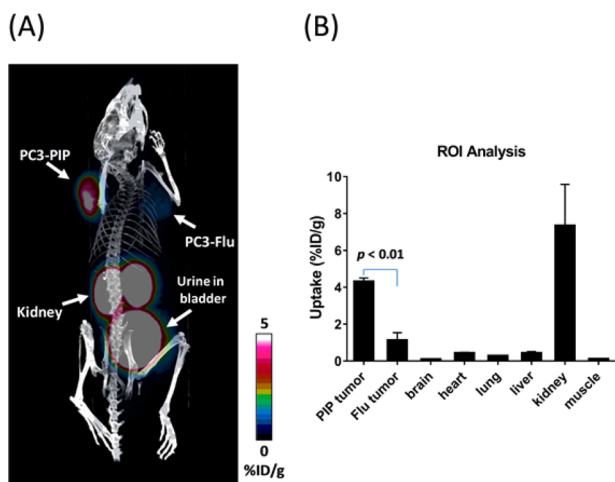 (A)
PC3-PIP
PC3-Flu
Kidney
Urine in
bladder
5
0
%ID/g
(B)
ROI Analysis
Uptake (%ID/g)
10
8
6
4
2
0
p < 0.01
PIP tumor
Flu tumor
brain
heart
lung
liver
kidney
muscle